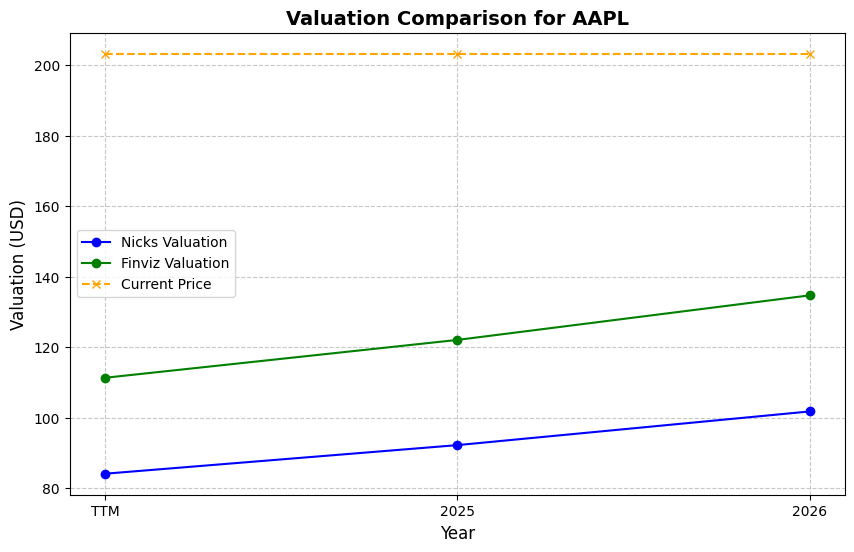 Valuation Comparison for AAPL
Valuation (USD)
200
180
160
140
120
100
80
Nicks Valuation
Finviz Valuation
Current Price
TTM
2025
2026
Year